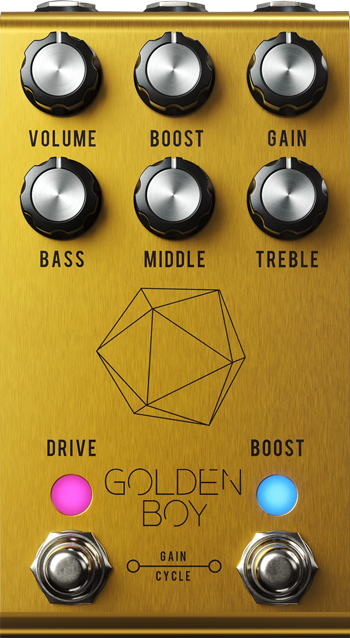 VOLUME BOOST GAIN
BASS MIDDLE TREBLE
DRIVE BOOST
GOLDEN
BOY
GAIN
CYCLE